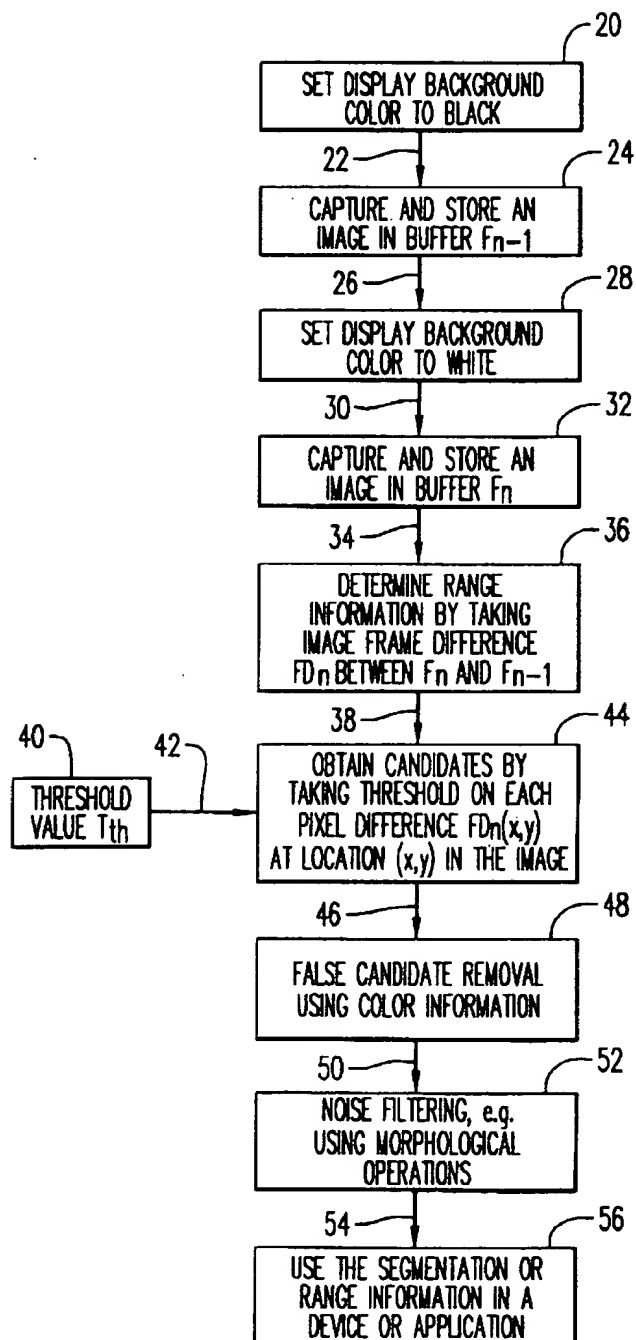 20
SET DISPLAY BACKGROUND
COLOR TO BLACK
22
24
CAPTURE AND STORE AN
IMAGE IN BUFFER Fn-1
26
28
SET DISPLAY BACKGROUND
COLOR TO WHITE
30
32
CAPTURE AND STORE AN
IMAGE IN BUFFER Fn
34
36
DETERMINE RANGE
INFORMATION BY TAKING
IMAGE FRAME DIFFERENCE
FDn BETWEEN Fn AND Fn-1
38
40
42
44
THRESHOLD
VALUE Tth
OBTAIN CANDIDATES BY
TAKING THRESHOLD ON EACH
PIXEL DIFFERENCE FDn(x,y)
AT LOCATION (x,y) IN THE IMAGE
46
48
FALSE CANDIDATE REMOVAL
USING COLOR INFORMATION
50
52
NOISE FILTERING, e.g.
USING MORPHOLOGICAL
OPERATIONS
54
56
USE THE SEGMENTATION OR
RANGE INFORMATION IN A
DEVICE OR APPLICATION